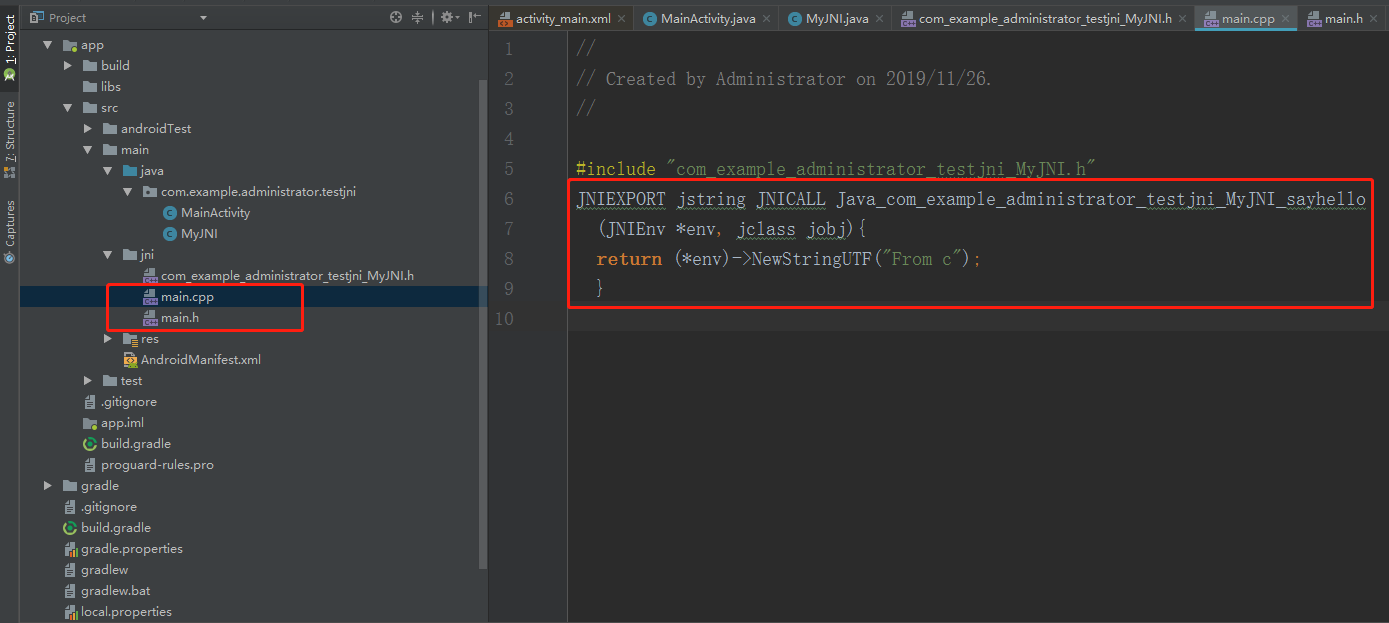 Project
activity_main.xml
MainActivity.java
MyJNI.java
com_example_administrator_testjni_MyJNI.h
main.cpp
main.h
1: Project
7: Structure
Captures
app
build
libs
src
androidTest
main
java
com.example.administrator.testjni
MainActivity
MyJNI
jni
com_example_administrator_testjni_MyJNI.h
main.cpp
main.h
res
AndroidManifest.xml
test
.gitignore
app.iml
build.gradle
proguard-rules.pro
gradle
.gitignore
build.gradle
gradle.properties
gradlew
gradlew.bat
local.properties
1 //
2 // Created by Administrator on 2019/11/26.
3 //
4
5 #include "com_example_administrator_testjni_MyJNI.h"
6 JNIEXPORT jstring JNICALL Java_com_example_administrator_testjni_MyJNI_sayhello
7 (JNIEnv *env, jclass jobj){
8 return (*env)->NewStringUTF("From c");
9 }
10